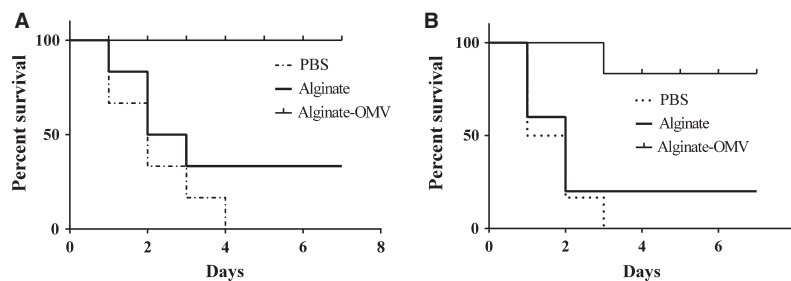 A
Percent survival
100
50
0
0 2 4 6 8
Days
PBS
Alginate
Alginate-OMV
B
Percent survival
100
50
0
0 2 4 6
Days
PBS
Alginate
Alginate-OMV